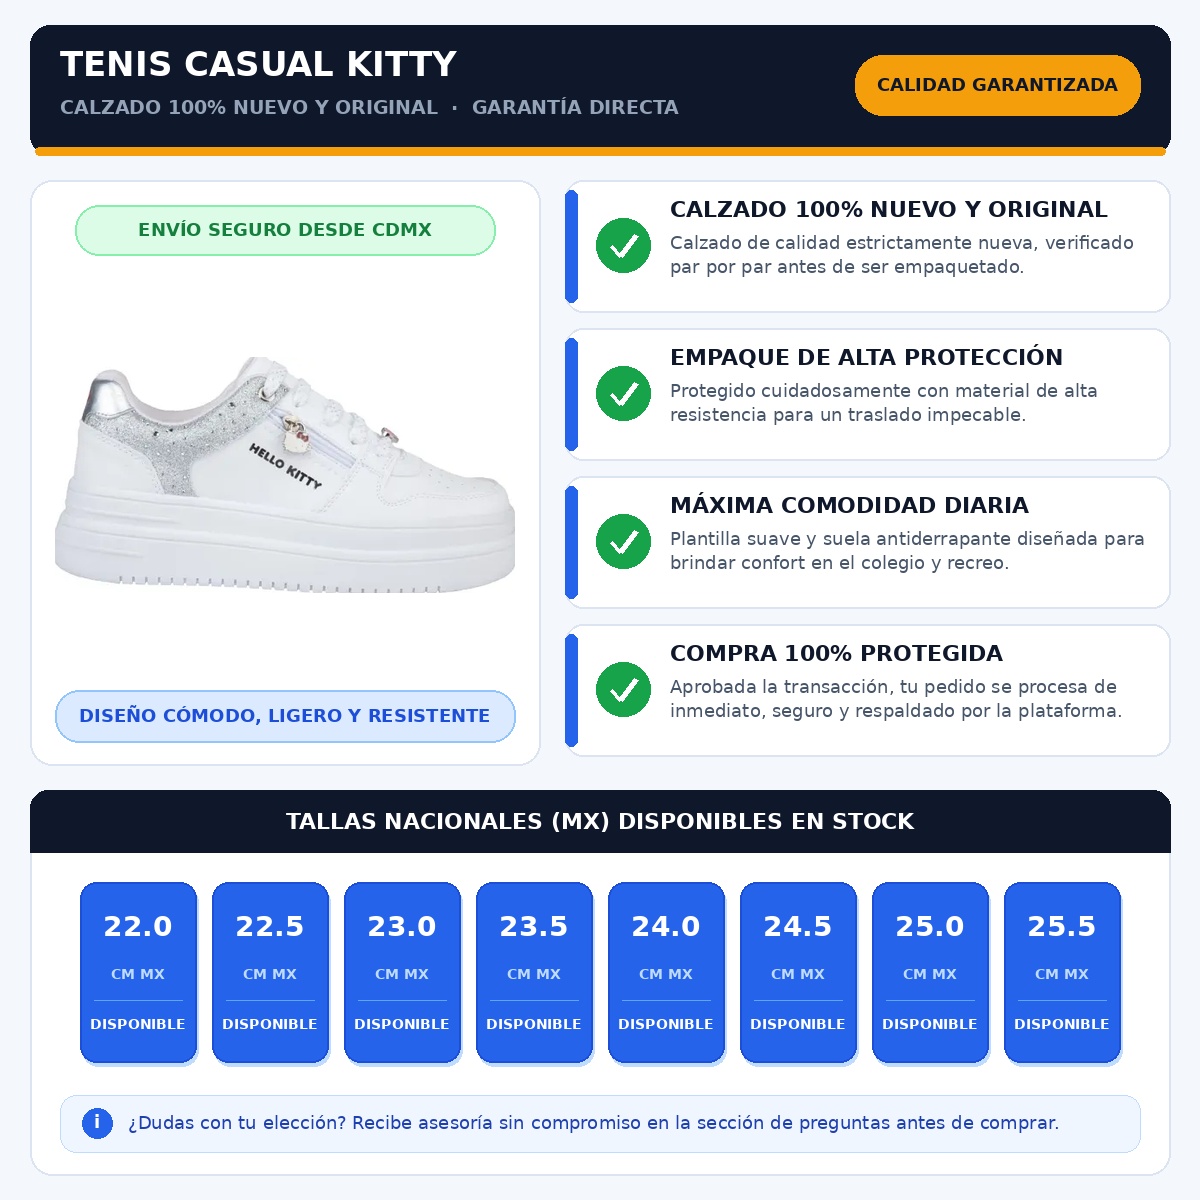 TENIS CASUAL KITTY
CALZADO 100% NUEVO Y ORIGINAL · GARANTÍA DIRECTA
CALIDAD GARANTIZADA
ENVÍO SEGURO DESDE CDMX
HELLO KITTY
DISEÑO CÓMODO, LIGERO Y RESISTENTE
CALZADO 100% NUEVO Y ORIGINAL
Calzado de calidad estrictamente nueva, verificado
par por par antes de ser empaquetado.
EMPAQUE DE ALTA PROTECCIÓN
Protegido cuidadosamente con material de alta
resistencia para un traslado impecable.
MÁXIMA COMODIDAD DIARIA
Plantilla suave y suela antiderrapante diseñada para
brindar confort en el colegio y recreo.
COMPRA 100% PROTEGIDA
Aprobada la transacción, tu pedido se procesa de
inmediato, seguro y respaldado por la plataforma.
TALLAS NACIONALES (MX) DISPONIBLES EN STOCK
22.0 22.5 23.0 23.5 24.0 24.5 25.0 25.5
CM MX CM MX CM MX CM MX CM MX CM MX CM MX CM MX
DISPONIBLE DISPONIBLE DISPONIBLE DISPONIBLE DISPONIBLE DISPONIBLE DISPONIBLE DISPONIBLE
i ¿Dudas con tu elección? Recibe asesoría sin compromiso en la sección de preguntas antes de comprar.